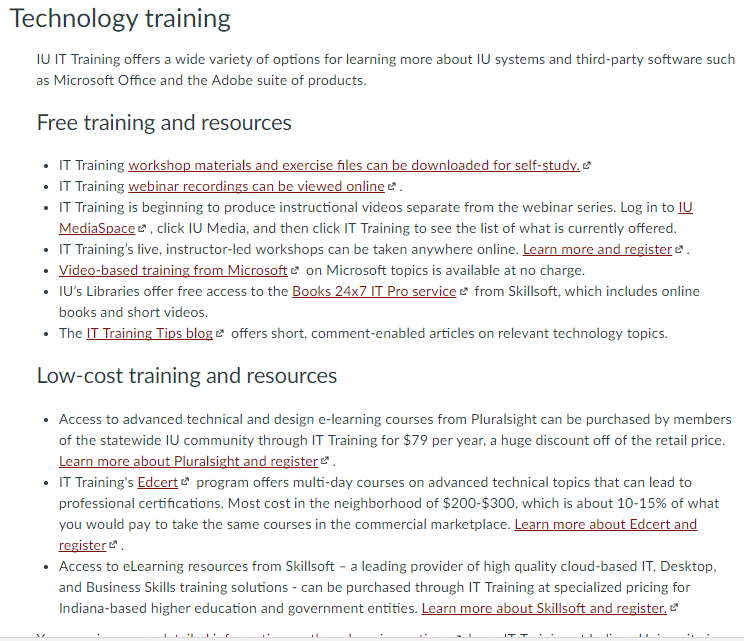 Technology training
IU IT Training offers a wide variety of options for learning more about IU systems and third-party software such
as Microsoft Office and the Adobe suite of products.
Free training and resources
• IT Training workshop materials and exercise files can be downloaded for self-study.
• IT Training webinar recordings can be viewed online .
• IT Training is beginning to produce instructional videos separate from the webinar series. Log in to IU
MediaSpace , click IU Media, and then click IT Training to see the list of what is currently offered.
• IT Training's live, instructor-led workshops can be taken anywhere online. Learn more and register .
• Video-based training from Microsoft on Microsoft topics is available at no charge.
• IU's Libraries offer free access to the Books 24x7 IT Pro service from Skillsoft, which includes online
books and short videos.
• The IT Training Tips blog offers short, comment-enabled articles on relevant technology topics.
Low-cost training and resources
• Access to advanced technical and design e-learning courses from Pluralsight can be purchased by members
of the statewide IU community through IT Training for $79 per year, a huge discount off of the retail price.
Learn more about Pluralsight and register .
• IT Training's Edcert program offers multi-day courses on advanced technical topics that can lead to
professional certifications. Most cost in the neighborhood of $200-$300, which is about 10-15% of what
you would pay to take the same courses in the commercial marketplace. Learn more about Edcert and
register .
• Access to eLearning resources from Skillsoft – a leading provider of high quality cloud-based IT, Desktop,
and Business Skills training solutions - can be purchased through IT Training at specialized pricing for
Indiana-based higher education and government entities. Learn more about Skillsoft and register.